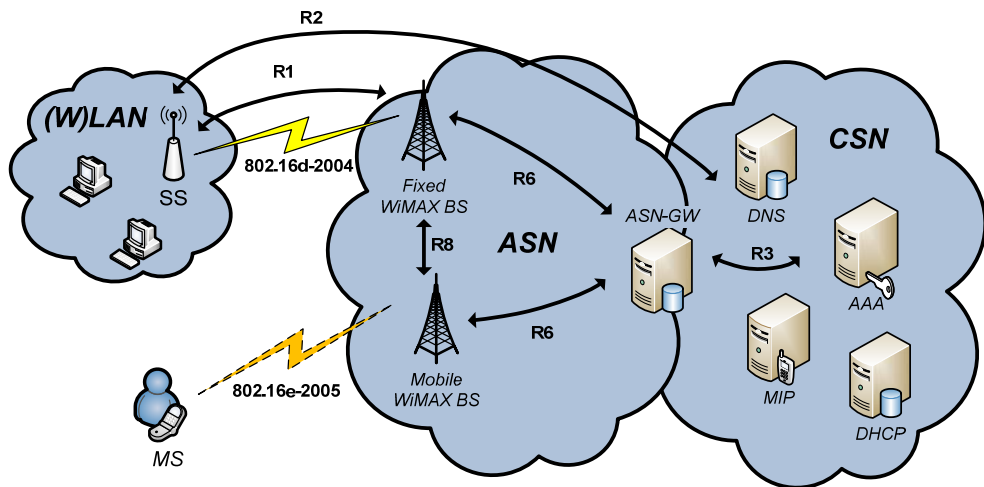 R2
R1
(W)LAN
SS
802.16d-2004
Fixed
WiMAX BS
R8
Mobile
WiMAX BS
802.16e-2005
MS
ASN
R6
R6
ASN-GW
R3
CSN
DNS
AAA
MIP
DHCP